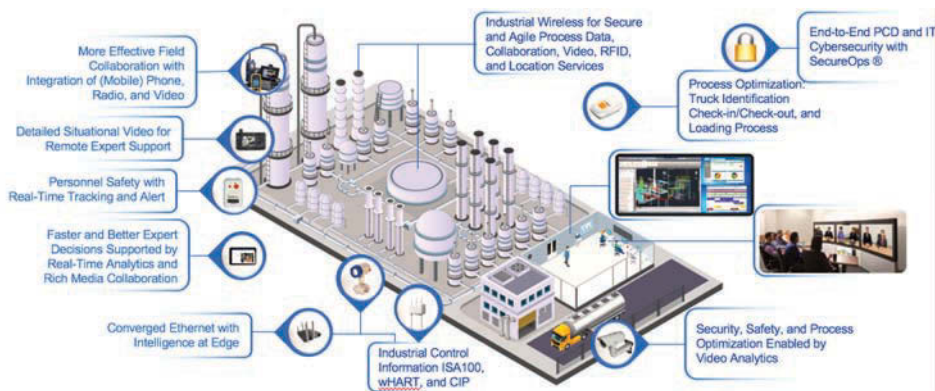 More Effective Field
Collaboration with
Integration of (Mobile) Phone,
Radio, and Video
Detailed Situational Video for
Remote Expert Support
Personnel Safety with
Real-Time Tracking and Alert
Faster and Better Expert
Decisions Supported by
Real-Time Analytics and
Rich Media Collaboration
Converged Ethernet with
Intelligence at Edge
Industrial Control
Information ISA100,
wHART, and CIP
Industrial Wireless for Secure
and Agile Process Data,
Collaboration, Video, RFID,
and Location Services
End-to-End PCD and IT
Cybersecurity with
SecureOps ®
Process Optimization:
Truck Identification
Check-in/Check-out, and
Loading Process
Security, Safety, and Process
Optimization Enabled by
Video Analytics